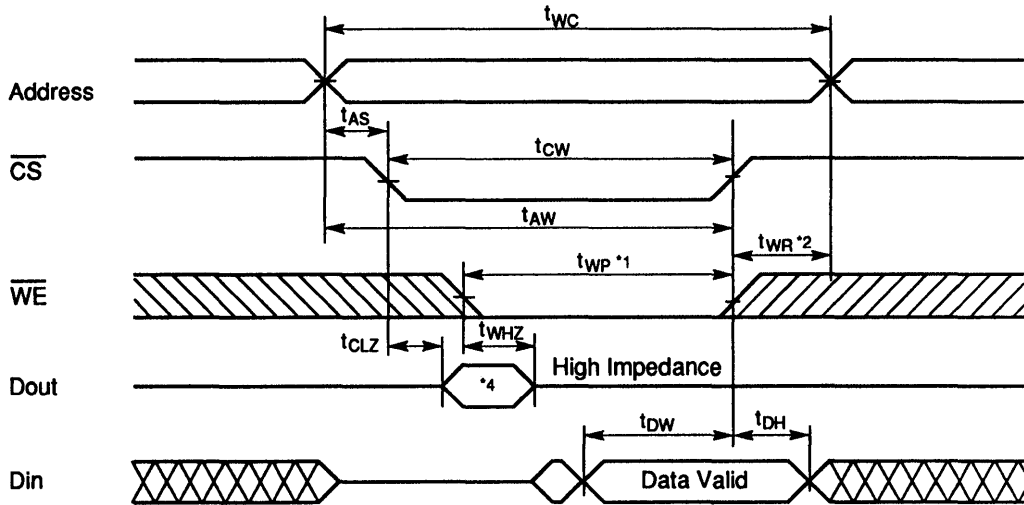 tWC
Address
tAS
CS
tCW
tAW
tWR *2
WE
tWP *1
tCLZ
tWHZ
High Impedance
Dout
*4
tDW
tDH
Din
Data Valid